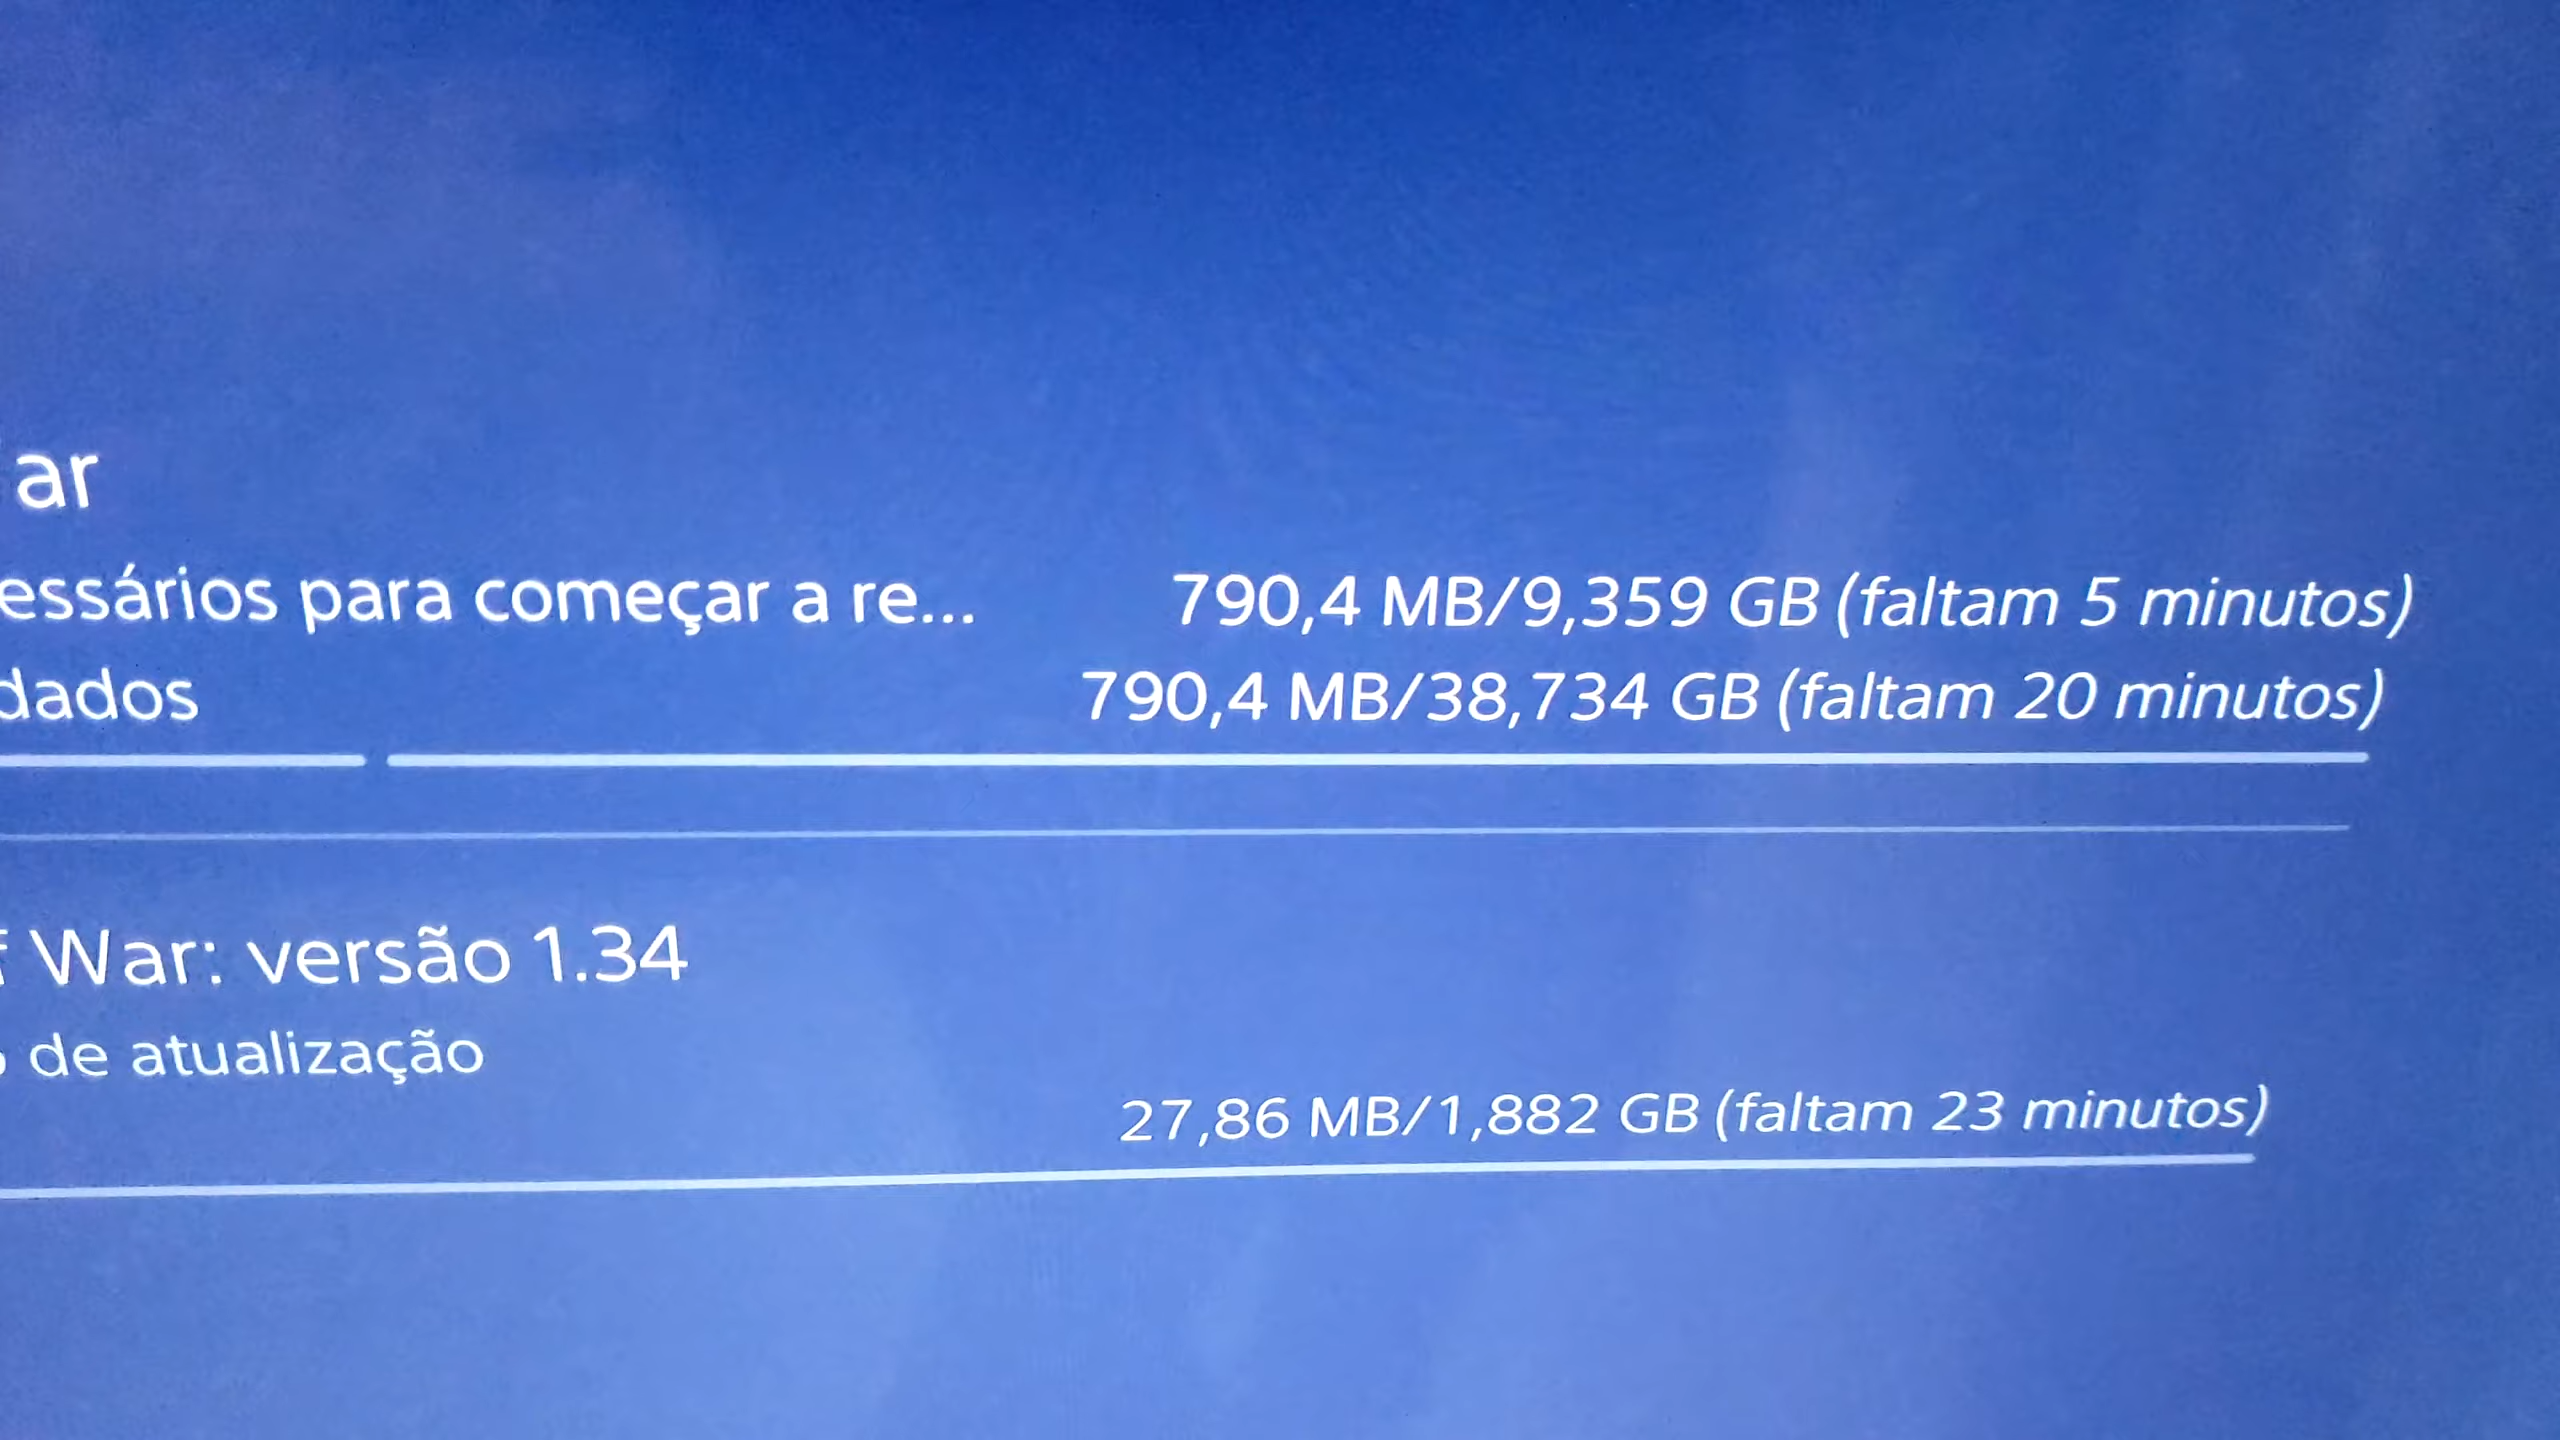 ar
essários para começar a re... 790,4 MB/9,359 GB (faltam 5 minutos)
dados 790,4 MB/38,734 GB (faltam 20 minutos)
f War: versão 1.34
o de atualização
27,86 MB/1,882 GB (faltam 23 minutos)